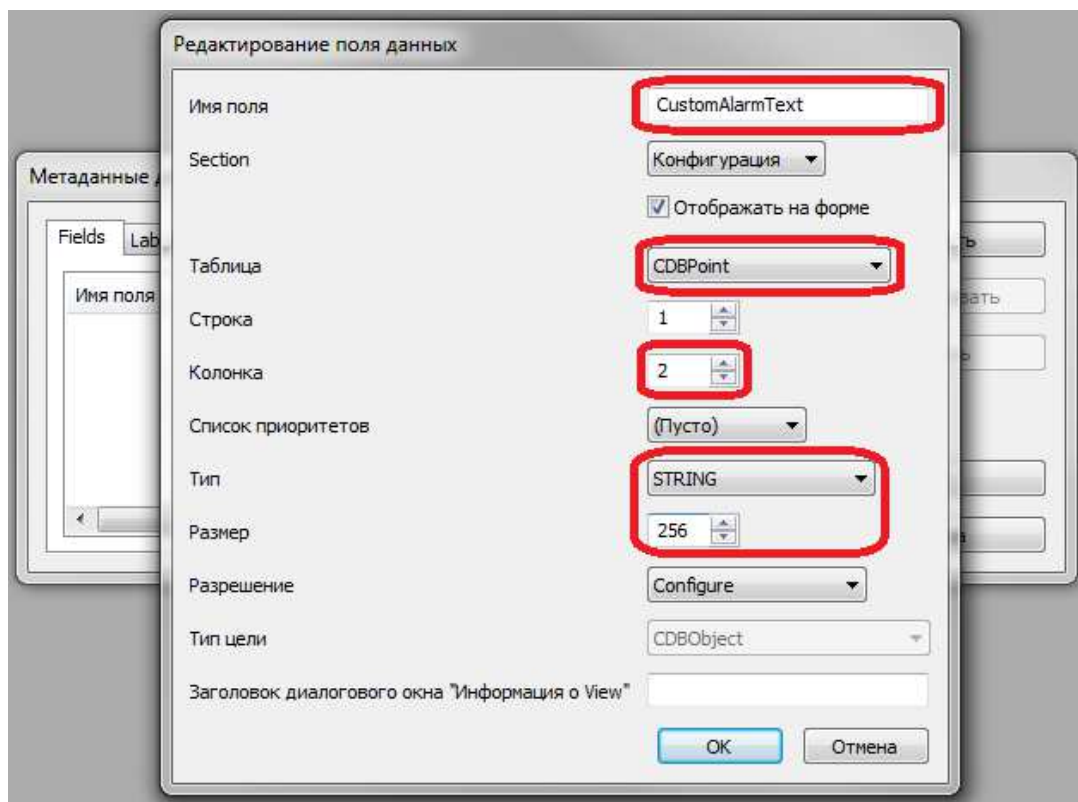 Редактирование поля данных
Имя поля
CustomAlarmText
Section
Конфигурация
Отображать на форме
Таблица
CDBPoint
Строка
1
Колонка
2
Список приоритетов
(Пусто)
Тип
STRING
Размер
256
Разрешение
Configure
Тип цели
CDBObject
Заголовок диалогового окна "Информация о View"
OK
Отмена
Метаданные
Fields
Имя поля